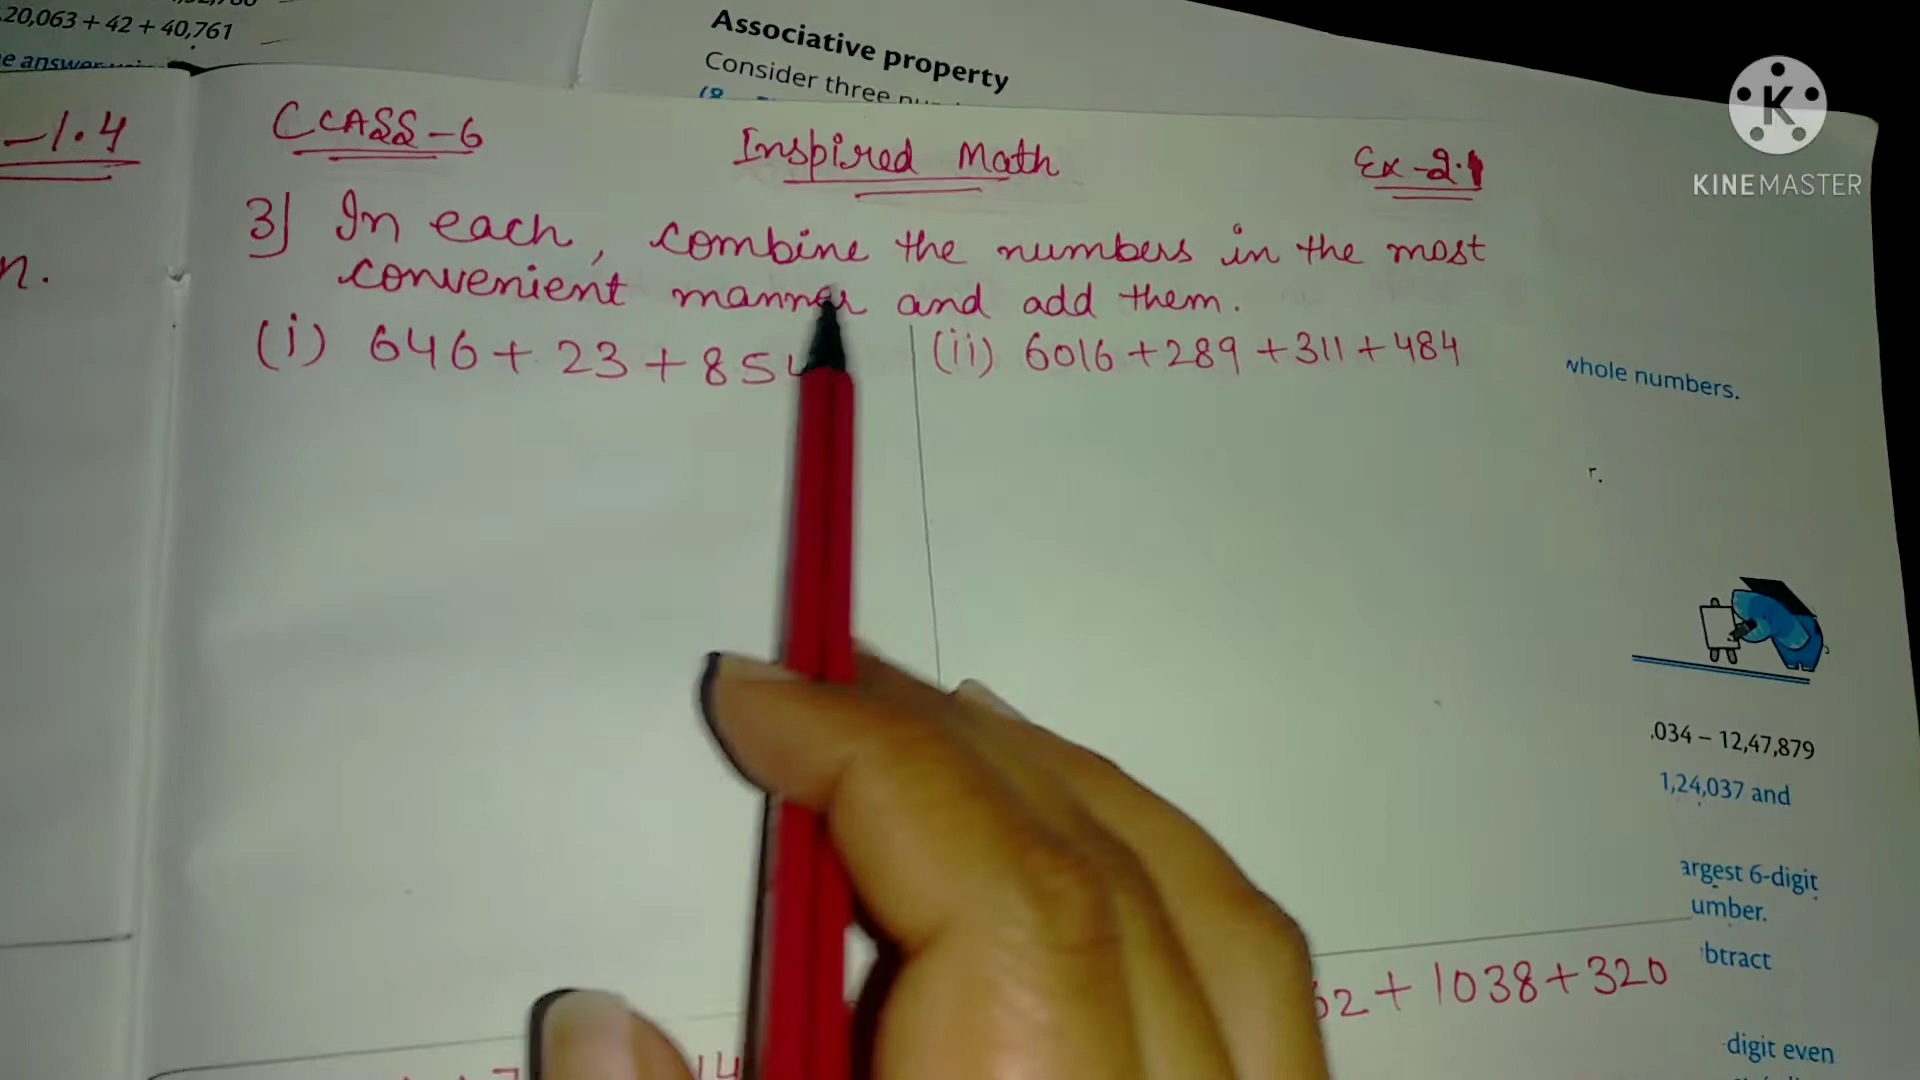 20,063 + 42 + 40,761
e answer
Associative property
Consider three
-1.4
CLASS-6
Inspired Math
Ex-2.1
KINEMASTER
3) In each, combine the numbers in the most
n.
convenient manner and add them.
(i) 646+ 23 +854
(ii) 6016+289+311+484
whole numbers.
r.
.034 – 12,47,879
1,24,037 and
argest 6-digit
umber.
btract
62 + 1038+320
digit even